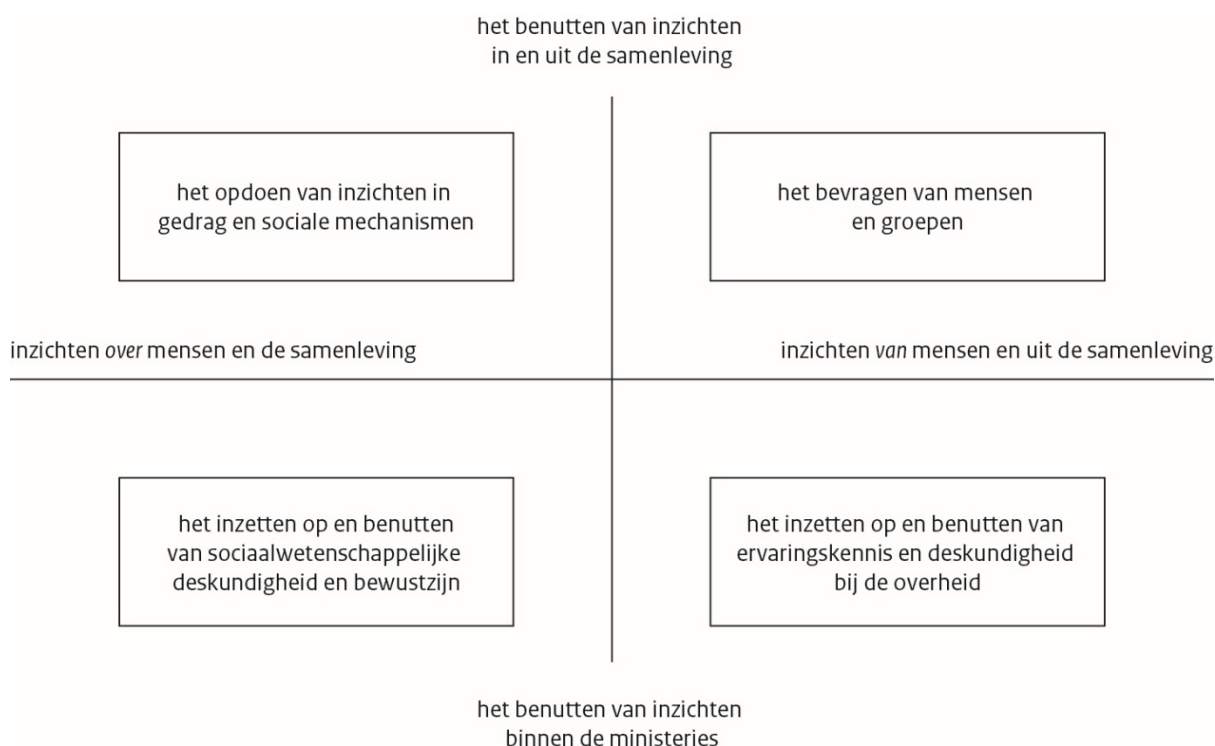 het benutten van inzichten
in en uit de samenleving
het opdoen van inzichten in
gedrag en sociale mechanismen
het bevragen van mensen
en groepen
inzichten over mensen en de samenleving
inzichten van mensen en uit de samenleving
het inzetten op en benutten
van sociaalwetenschappelijke
deskundigheid en bewustzijn
het inzetten op en benutten van
ervaringskennis en deskundigheid
bij de overheid
het benutten van inzichten
binnen de ministeries